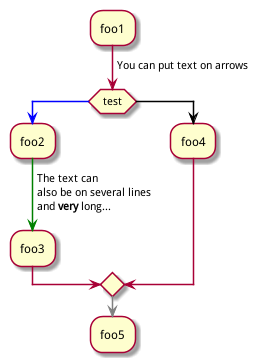 foo1
You can put text on arrows
test
foo2
foo4
The text can
also be on several lines
and very long...
foo3
foo5